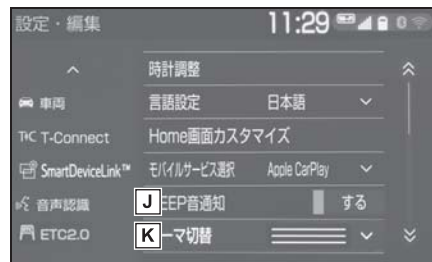 設定・編集 11:29
時計調整
車両 言語設定 日本語
T-Connect Home画面カスタマイズ
SmartDeviceLink™ モバイルサービス選択 Apple CarPlay
音声認識 J EEP音通知 する
ETC2.0 K ーマ切替